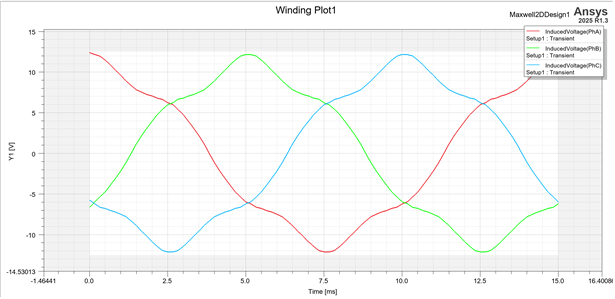 Winding Plot1
Maxwell2DDesign1
Ansys
2025 R1.3
InducedVoltage(PhA)
Setup1 : Transient
InducedVoltage(PhB)
Setup1 : Transient
InducedVoltage(PhC)
Setup1 : Transient
15
10
5
0
-5
-10
-14.53013
Y1 [V]
-1.46441
0.0
2.5
5.0
7.5
10.0
12.5
15.0
Time [ms]